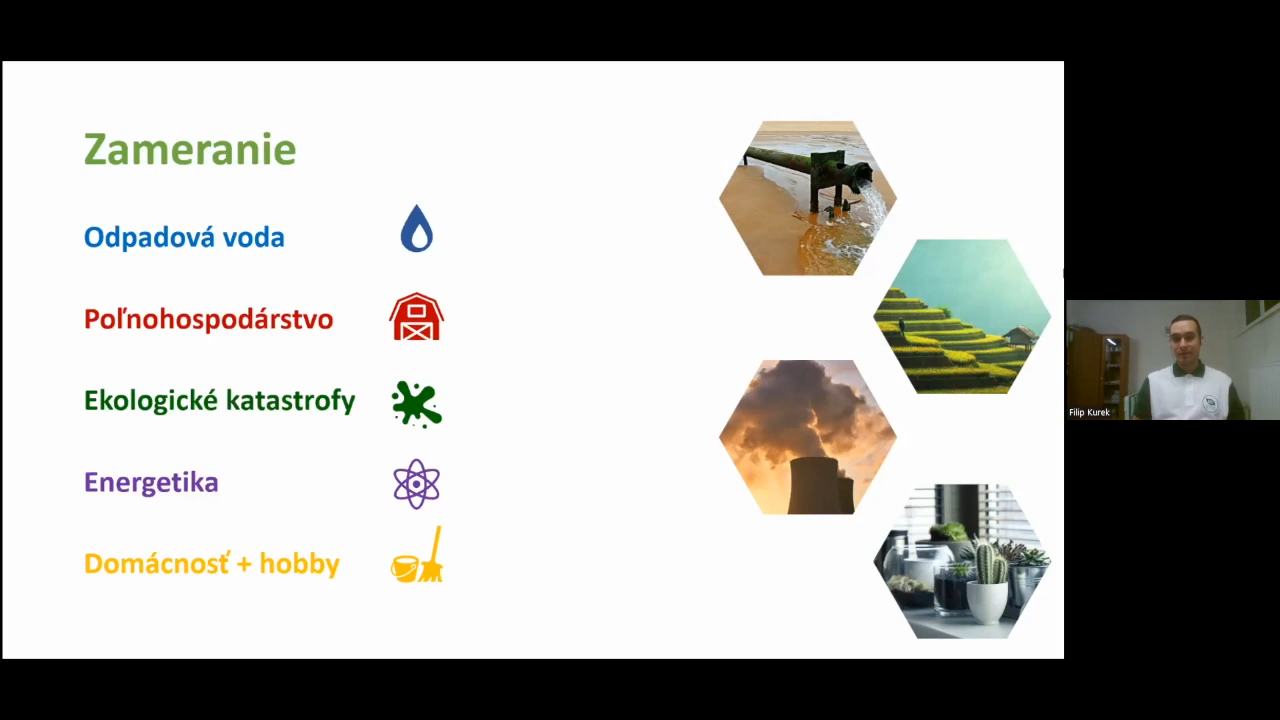 Zameranie
Odpadová voda
Poľnohospodárstvo
Ekologické katastrofy
Energetika
Domácnosť + hobby
Filip Kurek